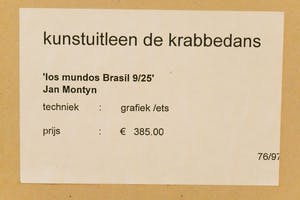 kunstuitleen de krabbedans
'los mundos Brasil 9/25'
Jan Montyn
techniek : grafiek /ets
prijs : € 385.00
76/97